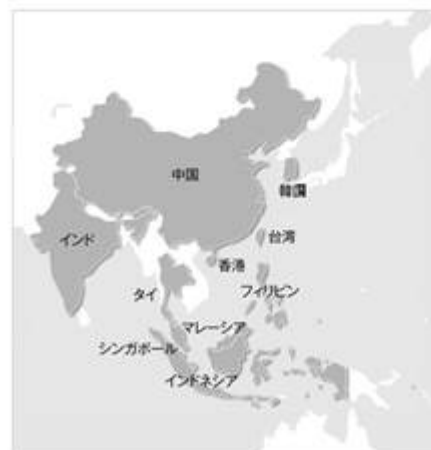 中国
韓国
インド
台湾
香港
タイ
フィリピン
マレーシア
シンガポール
インドネシア